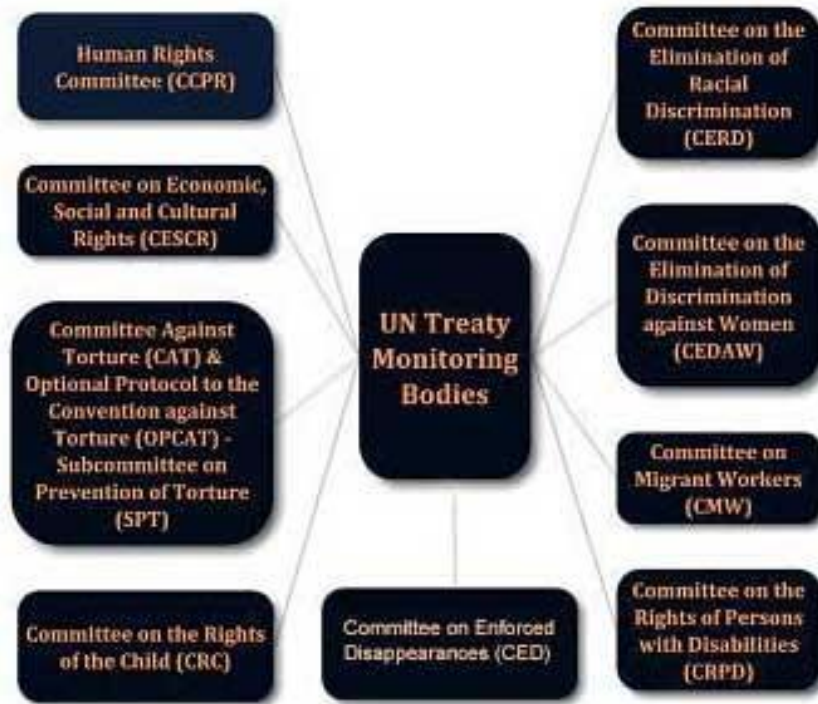 Human Rights
Committee (CCPR)
Committee on Economic,
Social and Cultural
Rights (CESCR)
Committee Against
Torture (CAT) &
Optional Protocol to the
Convention against
Torture (OPCAT) -
Subcommittee on
Prevention of Torture
(SPT)
Committee on the Rights
of the Child (CRC)
UN Treaty
Monitoring
Bodies
Committee on Enforced
Disappearances (CED)
Committee on the
Elimination of
Racial
Discrimination
(CERD)
Committee on the
Elimination of
Discrimination
against Women
(CEDAW)
Committee on
Migrant Workers
(CMW)
Committee on the
Rights of Persons
with Disabilities
(CRPD)